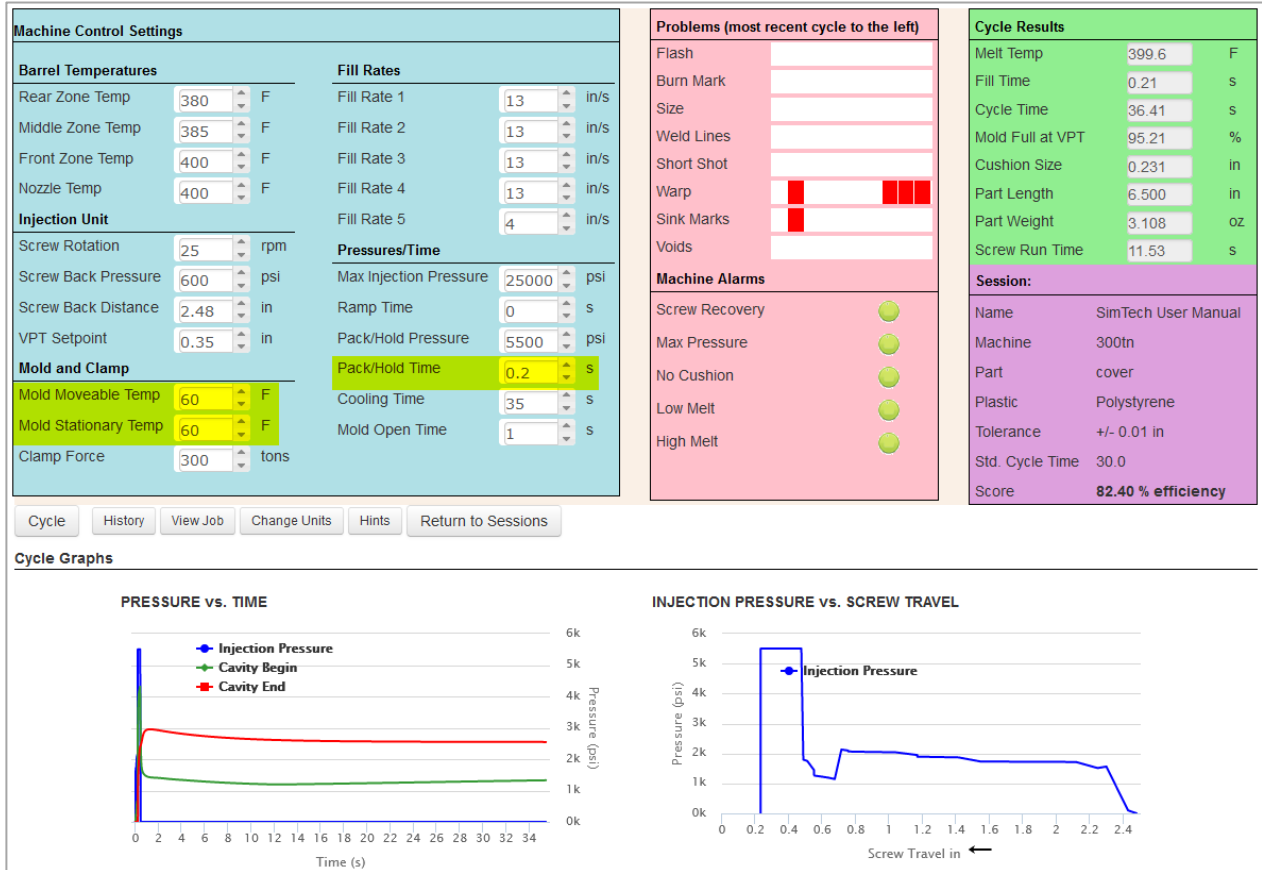 Machine Control Settings
Barrel Temperatures
Rear Zone Temp 380 F
Middle Zone Temp 385 F
Front Zone Temp 400 F
Nozzle Temp 400 F
Injection Unit
Screw Rotation 25 rpm
Screw Back Pressure 600 psi
Screw Back Distance 2.48 in
VPT Setpoint 0.35 in
Mold and Clamp
Mold Moveable Temp 60 F
Mold Stationary Temp 60 F
Clamp Force 300 tons
Fill Rates
Fill Rate 1 13 in/s
Fill Rate 2 13 in/s
Fill Rate 3 13 in/s
Fill Rate 4 13 in/s
Fill Rate 5 4 in/s
Pressures/Time
Max Injection Pressure 25000 psi
Ramp Time 0 s
Pack/Hold Pressure 5500 psi
Pack/Hold Time 0.2 s
Cooling Time 35 s
Mold Open Time 1 s
Problems (most recent cycle to the left)
Flash
Burn Mark
Size
Weld Lines
Short Shot
Warp
Sink Marks
Voids
Machine Alarms
Screw Recovery
Max Pressure
No Cushion
Low Melt
High Melt
Cycle Results
Melt Temp 399.6 F
Fill Time 0.21 s
Cycle Time 36.41 s
Mold Full at VPT 95.21 %
Cushion Size 0.231 in
Part Length 6.500 in
Part Weight 3.108 oz
Screw Run Time 11.53 s
Session:
Name SimTech User Manual
Machine 300tn
Part cover
Plastic Polystyrene
Tolerance +/- 0.01 in
Std. Cycle Time 30.0
Score 82.40 % efficiency
Cycle History View Job Change Units Hints Return to Sessions
Cycle Graphs
PRESSURE vs. TIME
Injection Pressure
Cavity Begin
Cavity End
6k
5k
4k
3k
2k
1k
0k
Pressure (psi)
0 2 4 6 8 10 12 14 16 18 20 22 24 26 28 30 32 34
Time (s)
INJECTION PRESSURE vs. SCREW TRAVEL
Injection Pressure
6k
5k
4k
3k
2k
1k
0k
Pressure (psi)
0 0.2 0.4 0.6 0.8 1 1.2 1.4 1.6 1.8 2 2.2 2.4
Screw Travel in ←